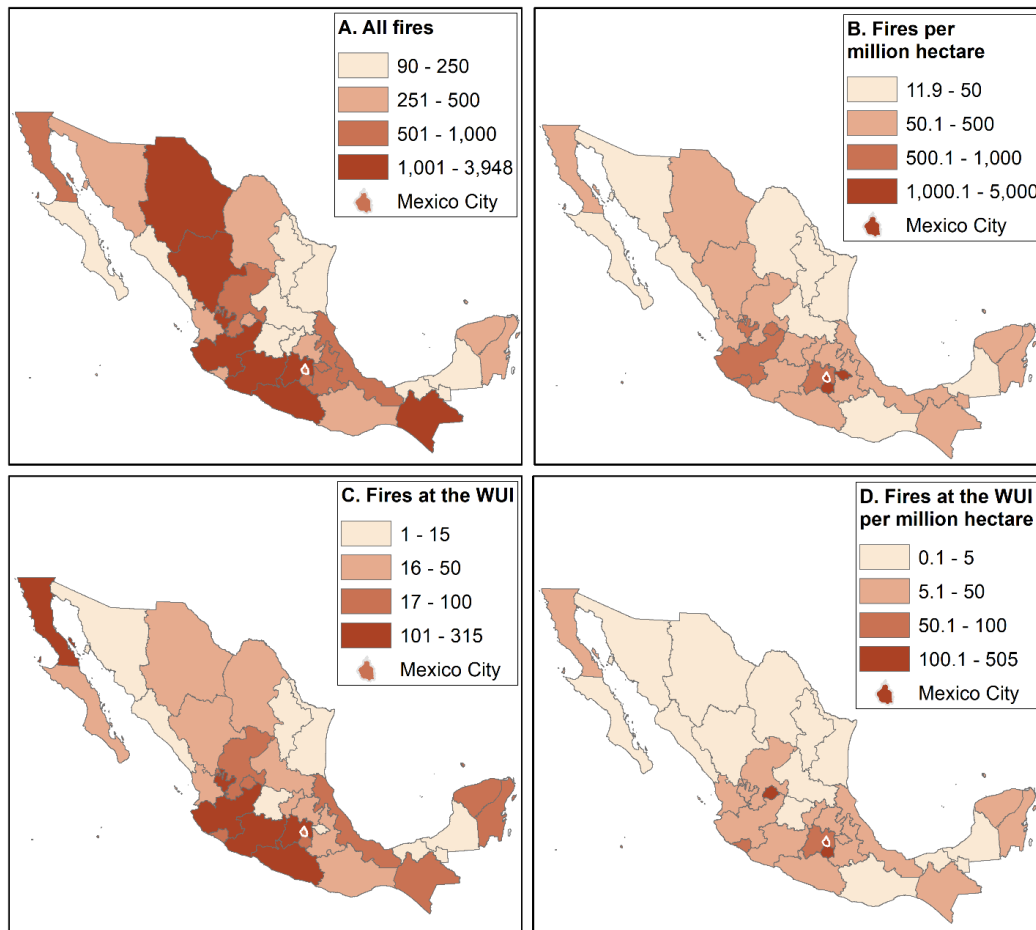 A. All fires
90 - 250
251 - 500
501 - 1,000
1,001 - 3,948
Mexico City
B. Fires per
million hectare
11.9 - 50
50.1 - 500
500.1 - 1,000
1,000.1 - 5,000
Mexico City
C. Fires at the WUI
1 - 15
16 - 50
17 - 100
101 - 315
Mexico City
D. Fires at the WUI
per million hectare
0.1 - 5
5.1 - 50
50.1 - 100
100.1 - 505
Mexico City